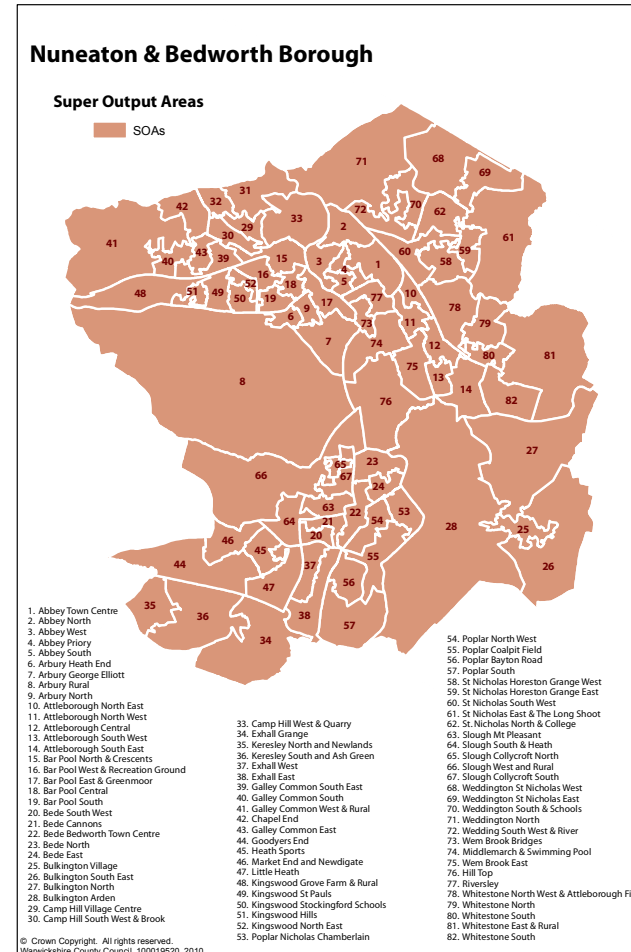 Nuneaton & Bedworth Borough
Super Output Areas
SOAs
71
68
69
31
32
42
33
72
70
62
2
29
30
61
41
43
39
40
15
3
4
5
1
60
58
59
16
52
18
48
51
49
50
19
9
17
77
10
78
6
73
11
79
7
74
12
80
81
8
75
13
14
82
76
27
66
65
67
23
24
63
22
53
64
21
54
28
25
20
46
45
55
44
37
26
56
47
35
36
38
57
34
1. Abbey Town Centre
2. Abbey North
3. Abbey West
4. Abbey Priory
5. Abbey South
6. Arbury Heath End
7. Arbury George Elliott
8. Arbury Rural
9. Arbury North
10. Attleborough North East
11. Attleborough North West
12. Attleborough Central
13. Attleborough South West
14. Attleborough South East
15. Bar Pool North & Crescents
16. Bar Pool West & Recreation Ground
17. Bar Pool East & Greenmoor
18. Bar Pool Central
19. Bar Pool South
20. Bede South West
21. Bede Cannons
22. Bede Bedworth Town Centre
23. Bede North
24. Bede East
25. Bulkington Village
26. Bulkington South East
27. Bulkington North
28. Bulkington Arden
29. Camp Hill Village Centre
30. Camp Hill South West & Brook
33. Camp Hill West & Quarry
34. Exhall Grange
35. Keresley North and Newlands
36. Keresley South and Ash Green
37. Exhall West
38. Exhall East
39. Galley Common South East
40. Galley Common South
41. Galley Common West & Rural
42. Chapel End
43. Galley Common East
44. Goodyers End
45. Heath Sports
46. Market End and Newdigate
47. Little Heath
48. Kingswood Grove Farm & Rural
49. Kingswood St Pauls
50. Kingswood Stockingford Schools
51. Kingswood Hills
52. Kingswood North East
53. Poplar Nicholas Chamberlain
54. Poplar North West
55. Poplar Coalpit Field
56. Poplar Bayton Road
57. Poplar South
58. St Nicholas Horeston Grange West
59. St Nicholas Horeston Grange East
60. St Nicholas South West
61. St Nicholas East & The Long Shoot
62. St. Nicholas North & College
63. Slough Mt Pleasant
64. Slough South & Heath
65. Slough Collycroft North
66. Slough West and Rural
67. Slough Collycroft South
68. Weddington St Nicholas West
69. Weddington St Nicholas East
70. Weddington South & Schools
71. Weddington North
72. Wedding South West & River
73. Wem Brook Bridges
74. Middlemarch & Swimming Pool
75. Wem Brook East
76. Hill Top
77. Riversley
78. Whitestone North West & Attleborough Fi
79. Whitestone North
80. Whitestone South
81. Whitestone East & Rural
82. Whitestone South
© Crown Copyright. All rights reserved.
Warwickshire County Council, 100019520, 2010